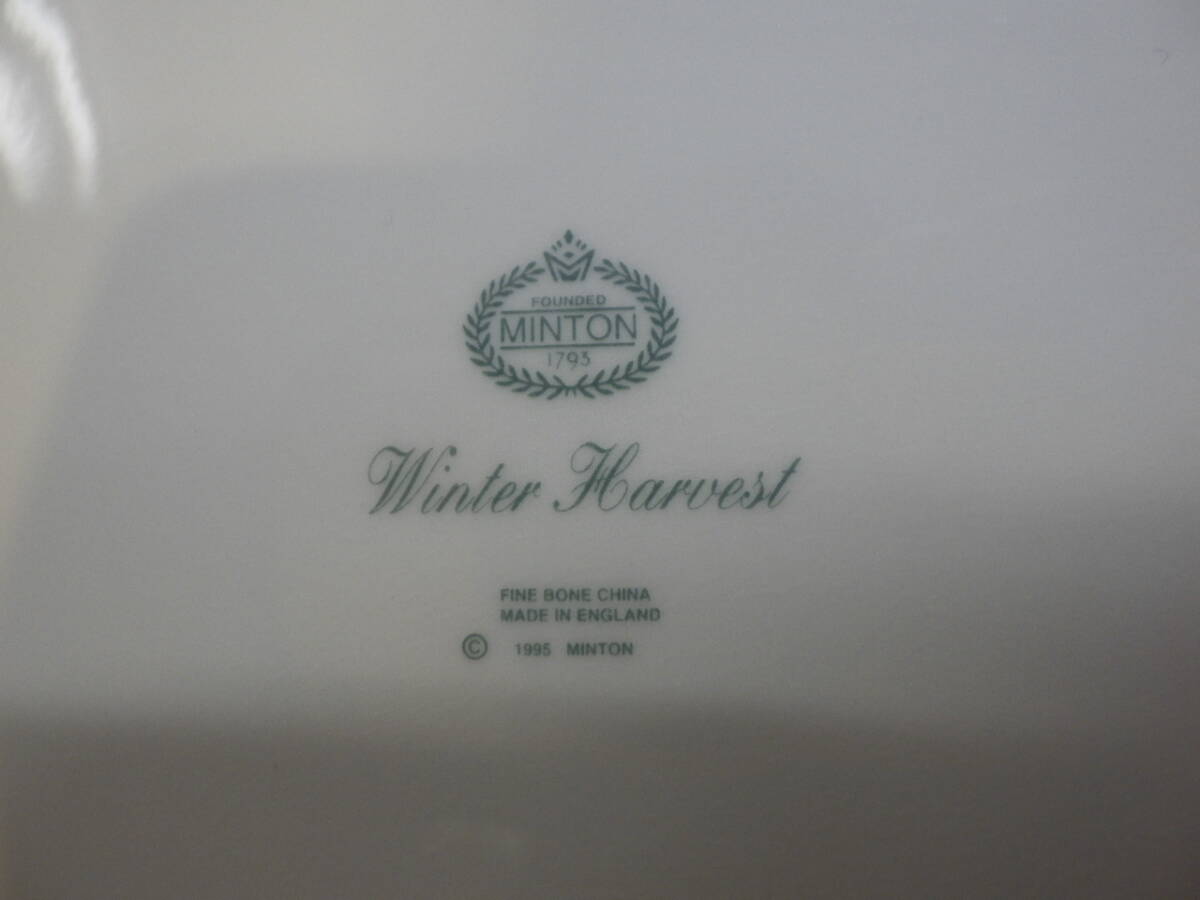 FOUNDED
MINTON
1793
Winter Harvest
FINE BONE CHINA
MADE IN ENGLAND
© 1995 MINTON